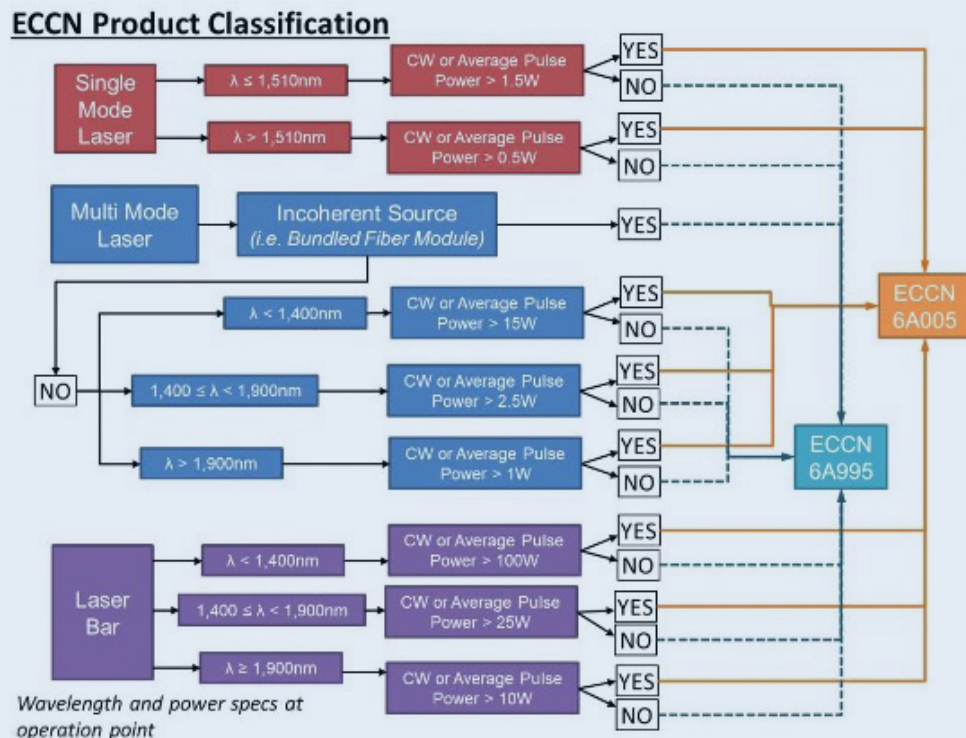 ECCN Product Classification
Single
Mode
Laser
λ ≤ 1,510nm
CW or Average Pulse
Power > 1.5W
YES
NO
λ > 1,510nm
CW or Average Pulse
Power > 0.5W
YES
NO
Multi Mode
Laser
Incoherent Source
(i.e. Bundled Fiber Module)
YES
NO
λ < 1,400nm
CW or Average Pulse
Power > 15W
YES
NO
1,400 ≤ λ < 1,900nm
CW or Average Pulse
Power > 2.5W
YES
NO
λ > 1,900nm
CW or Average Pulse
Power > 1W
YES
NO
ECCN
6A005
ECCN
6A995
Laser
Bar
λ < 1,400nm
CW or Average Pulse
Power > 100W
YES
NO
1,400 ≤ λ < 1,900nm
CW or Average Pulse
Power > 25W
YES
NO
λ ≥ 1,900nm
CW or Average Pulse
Power > 10W
YES
NO
Wavelength and power specs at
operation point